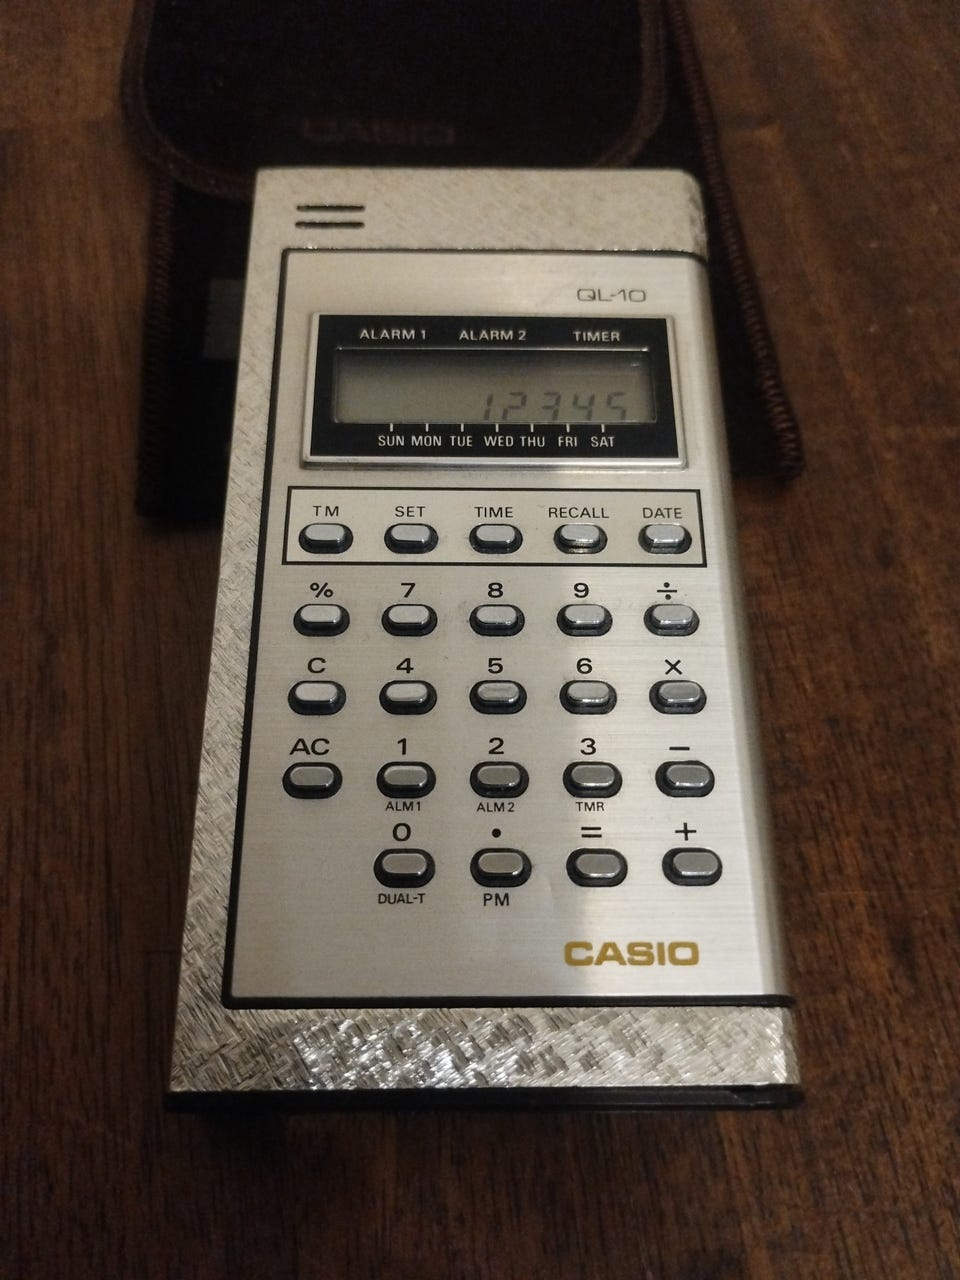 CASIO
QL-10
ALARM 1 ALARM 2 TIMER
12345
SUN MON TUE WED THU FRI SAT
TM SET TIME RECALL DATE
% 7 8 9 ÷
C 4 5 6 ×
AC 1 2 3 −
ALM1 ALM2 TMR
0 • = +
DUAL-T PM
CASIO